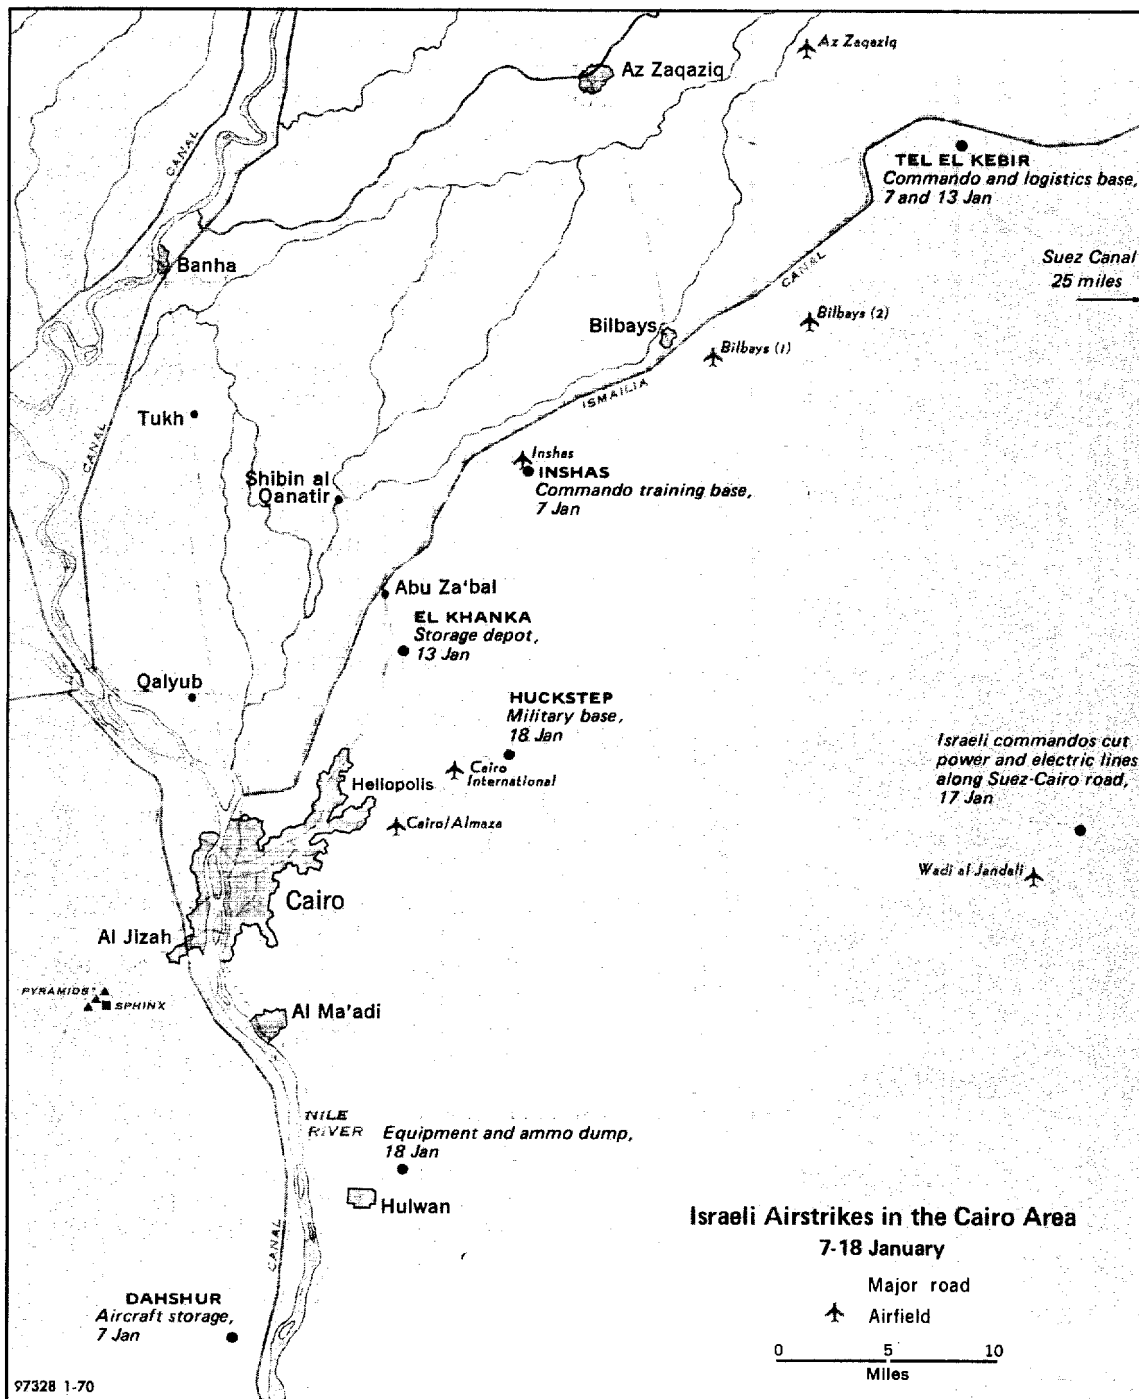 Az Zaqaziq
Az Zaqaziq
CANAL
TEL EL KEBIR
Commando and logistics base,
7 and 13 Jan
Banha
Suez Canal
25 miles
CANAL
Bilbays
Bilbays (2)
Bilbays (1)
ISMAILIA
Tukh
CANAL
Inshas
INSHAS
Commando training base,
7 Jan
Shibin al
Qanatir
Abu Za'bal
EL KHANKA
Storage depot,
13 Jan
Qalyub
HUCKSTEP
Military base,
18 Jan
Israeli commandos cut
power and electric lines
along Suez-Cairo road,
17 Jan
Cairo
International
Heliopolis
Cairo/Almaza
Wadi al Jandali
Cairo
Al Jizah
PYRAMIDS
SPHINX
Al Ma'adi
NILE
RIVER
Equipment and ammo dump,
18 Jan
Hulwan
CANAL
DAHSHUR
Aircraft storage,
7 Jan
Israeli Airstrikes in the Cairo Area
7-18 January
Major road
Airfield
0 5 10
Miles
97328 1-70